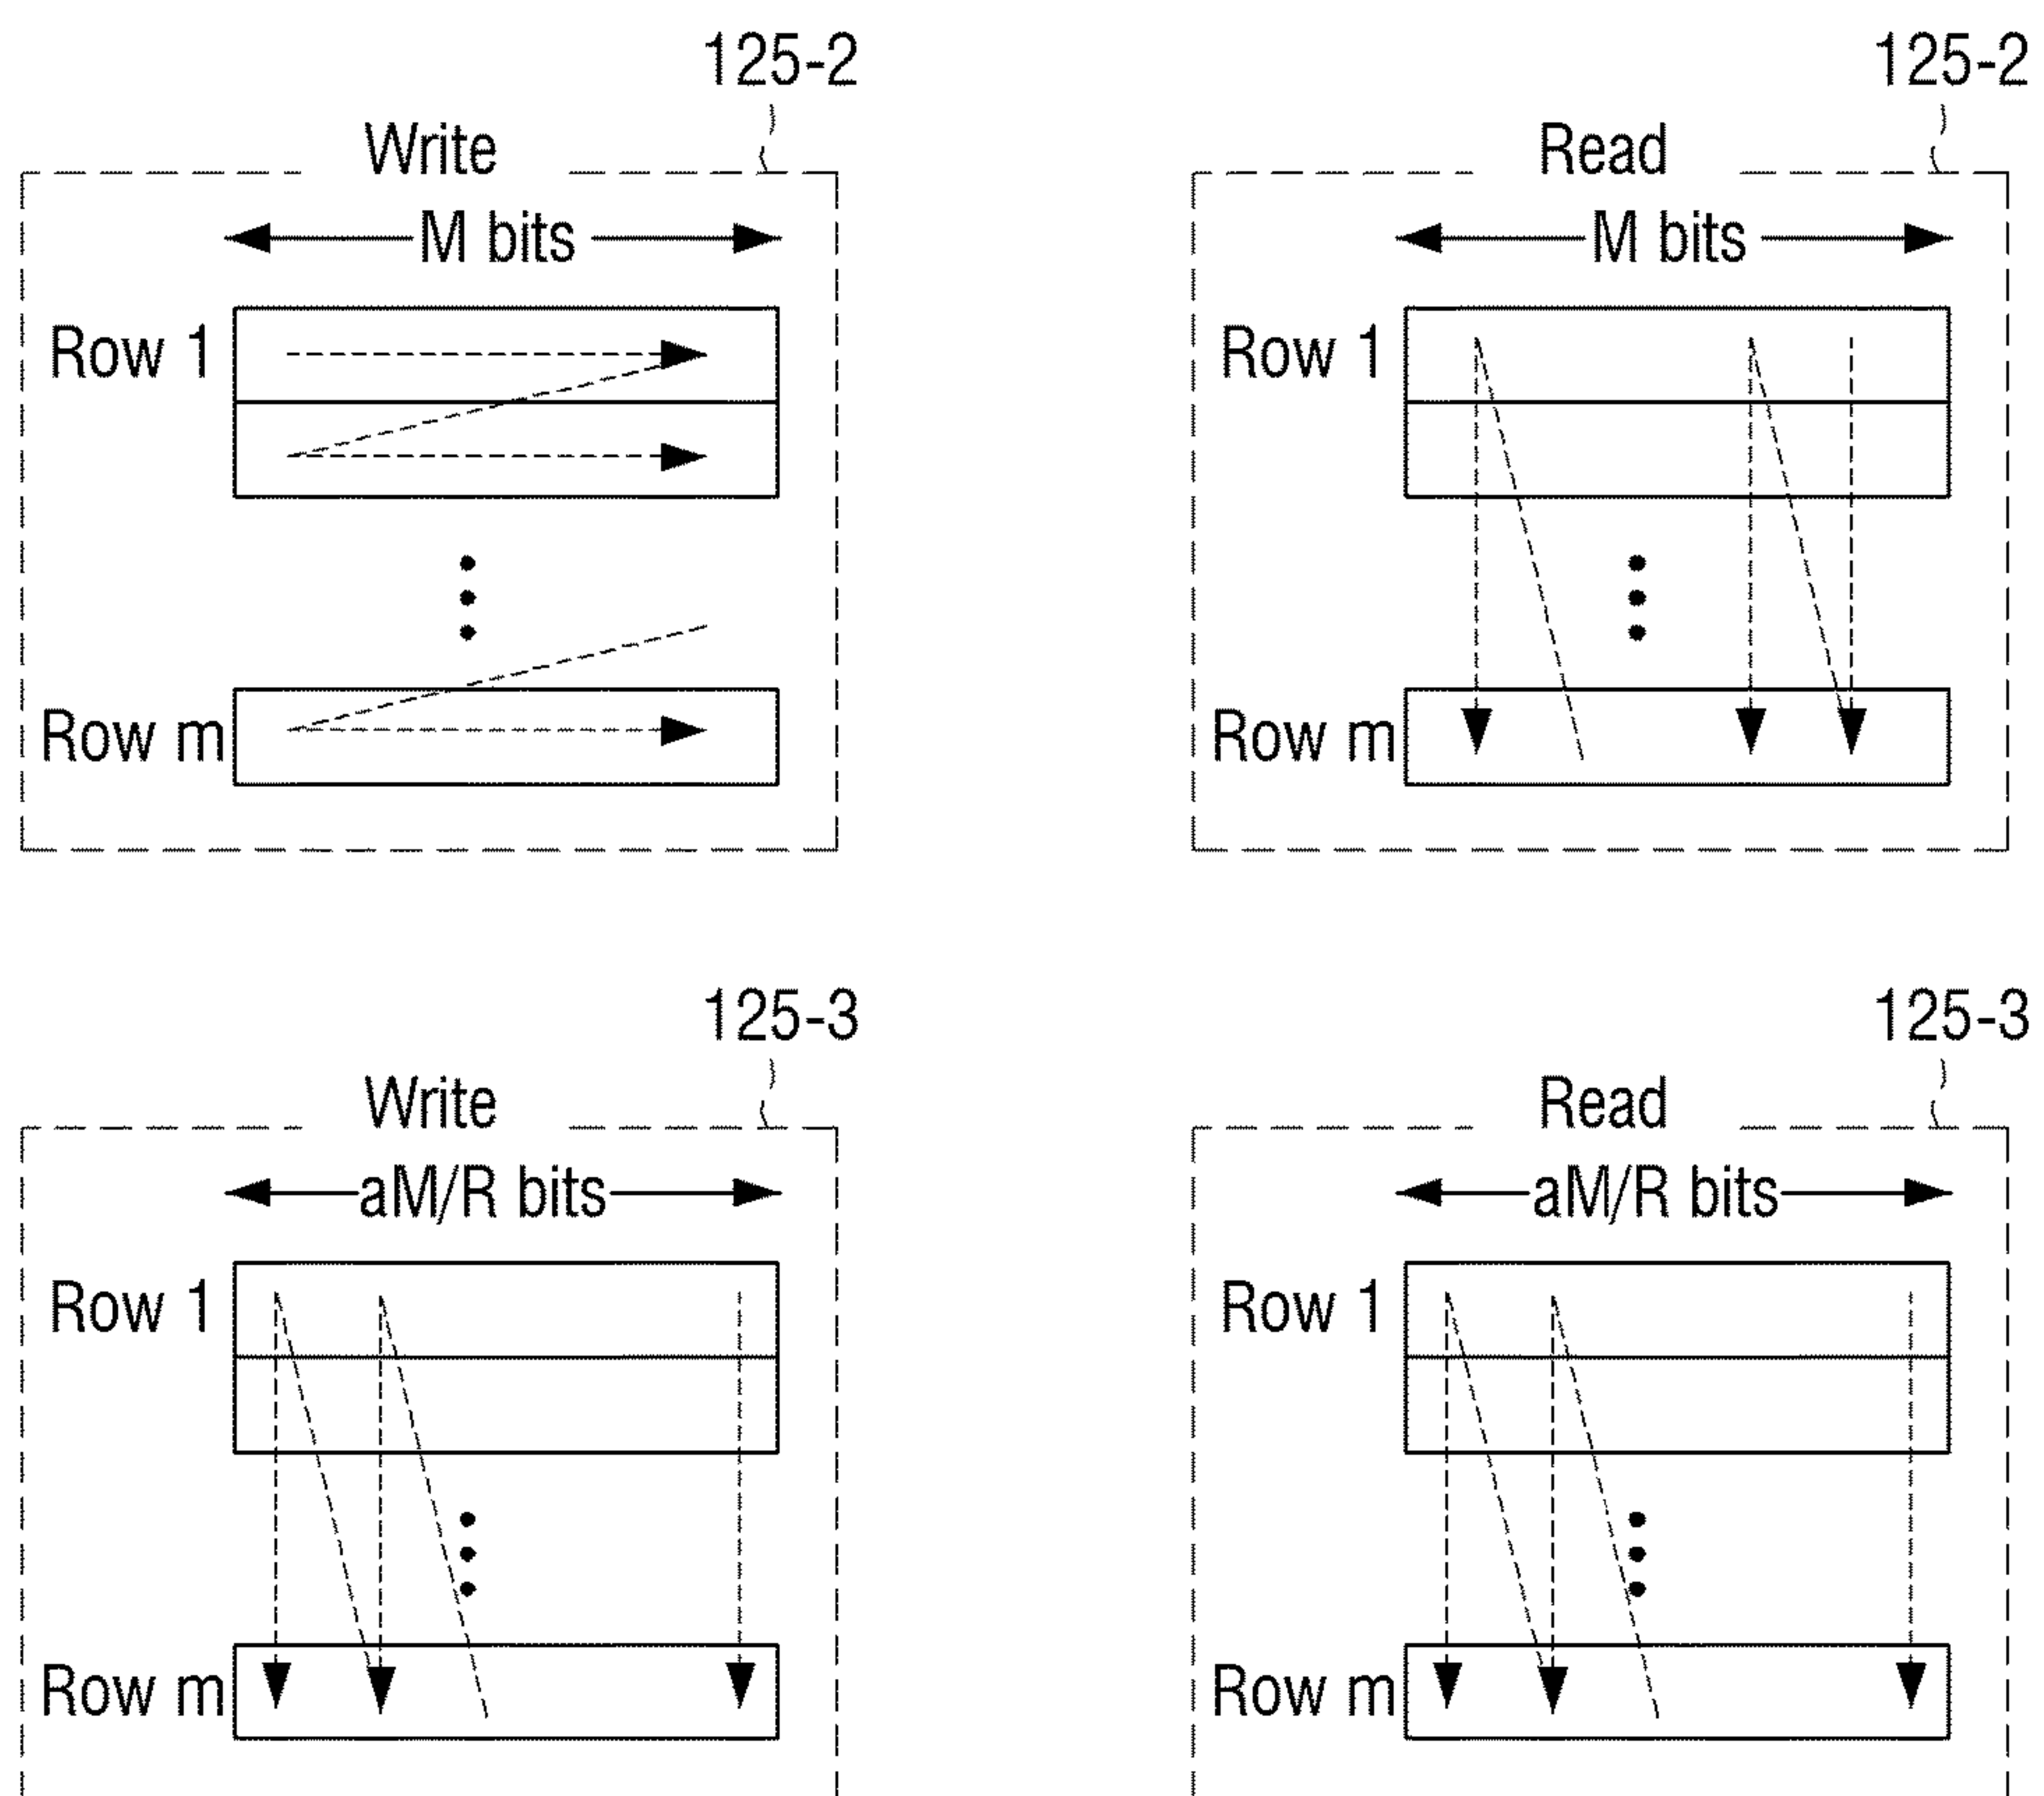 125-2
Write
M bits
Row 1
Row m
125-2
Read
M bits
Row 1
Row m
125-3
Write
aM/R bits
Row 1
Row m
125-3
Read
aM/R bits
Row 1
Row m